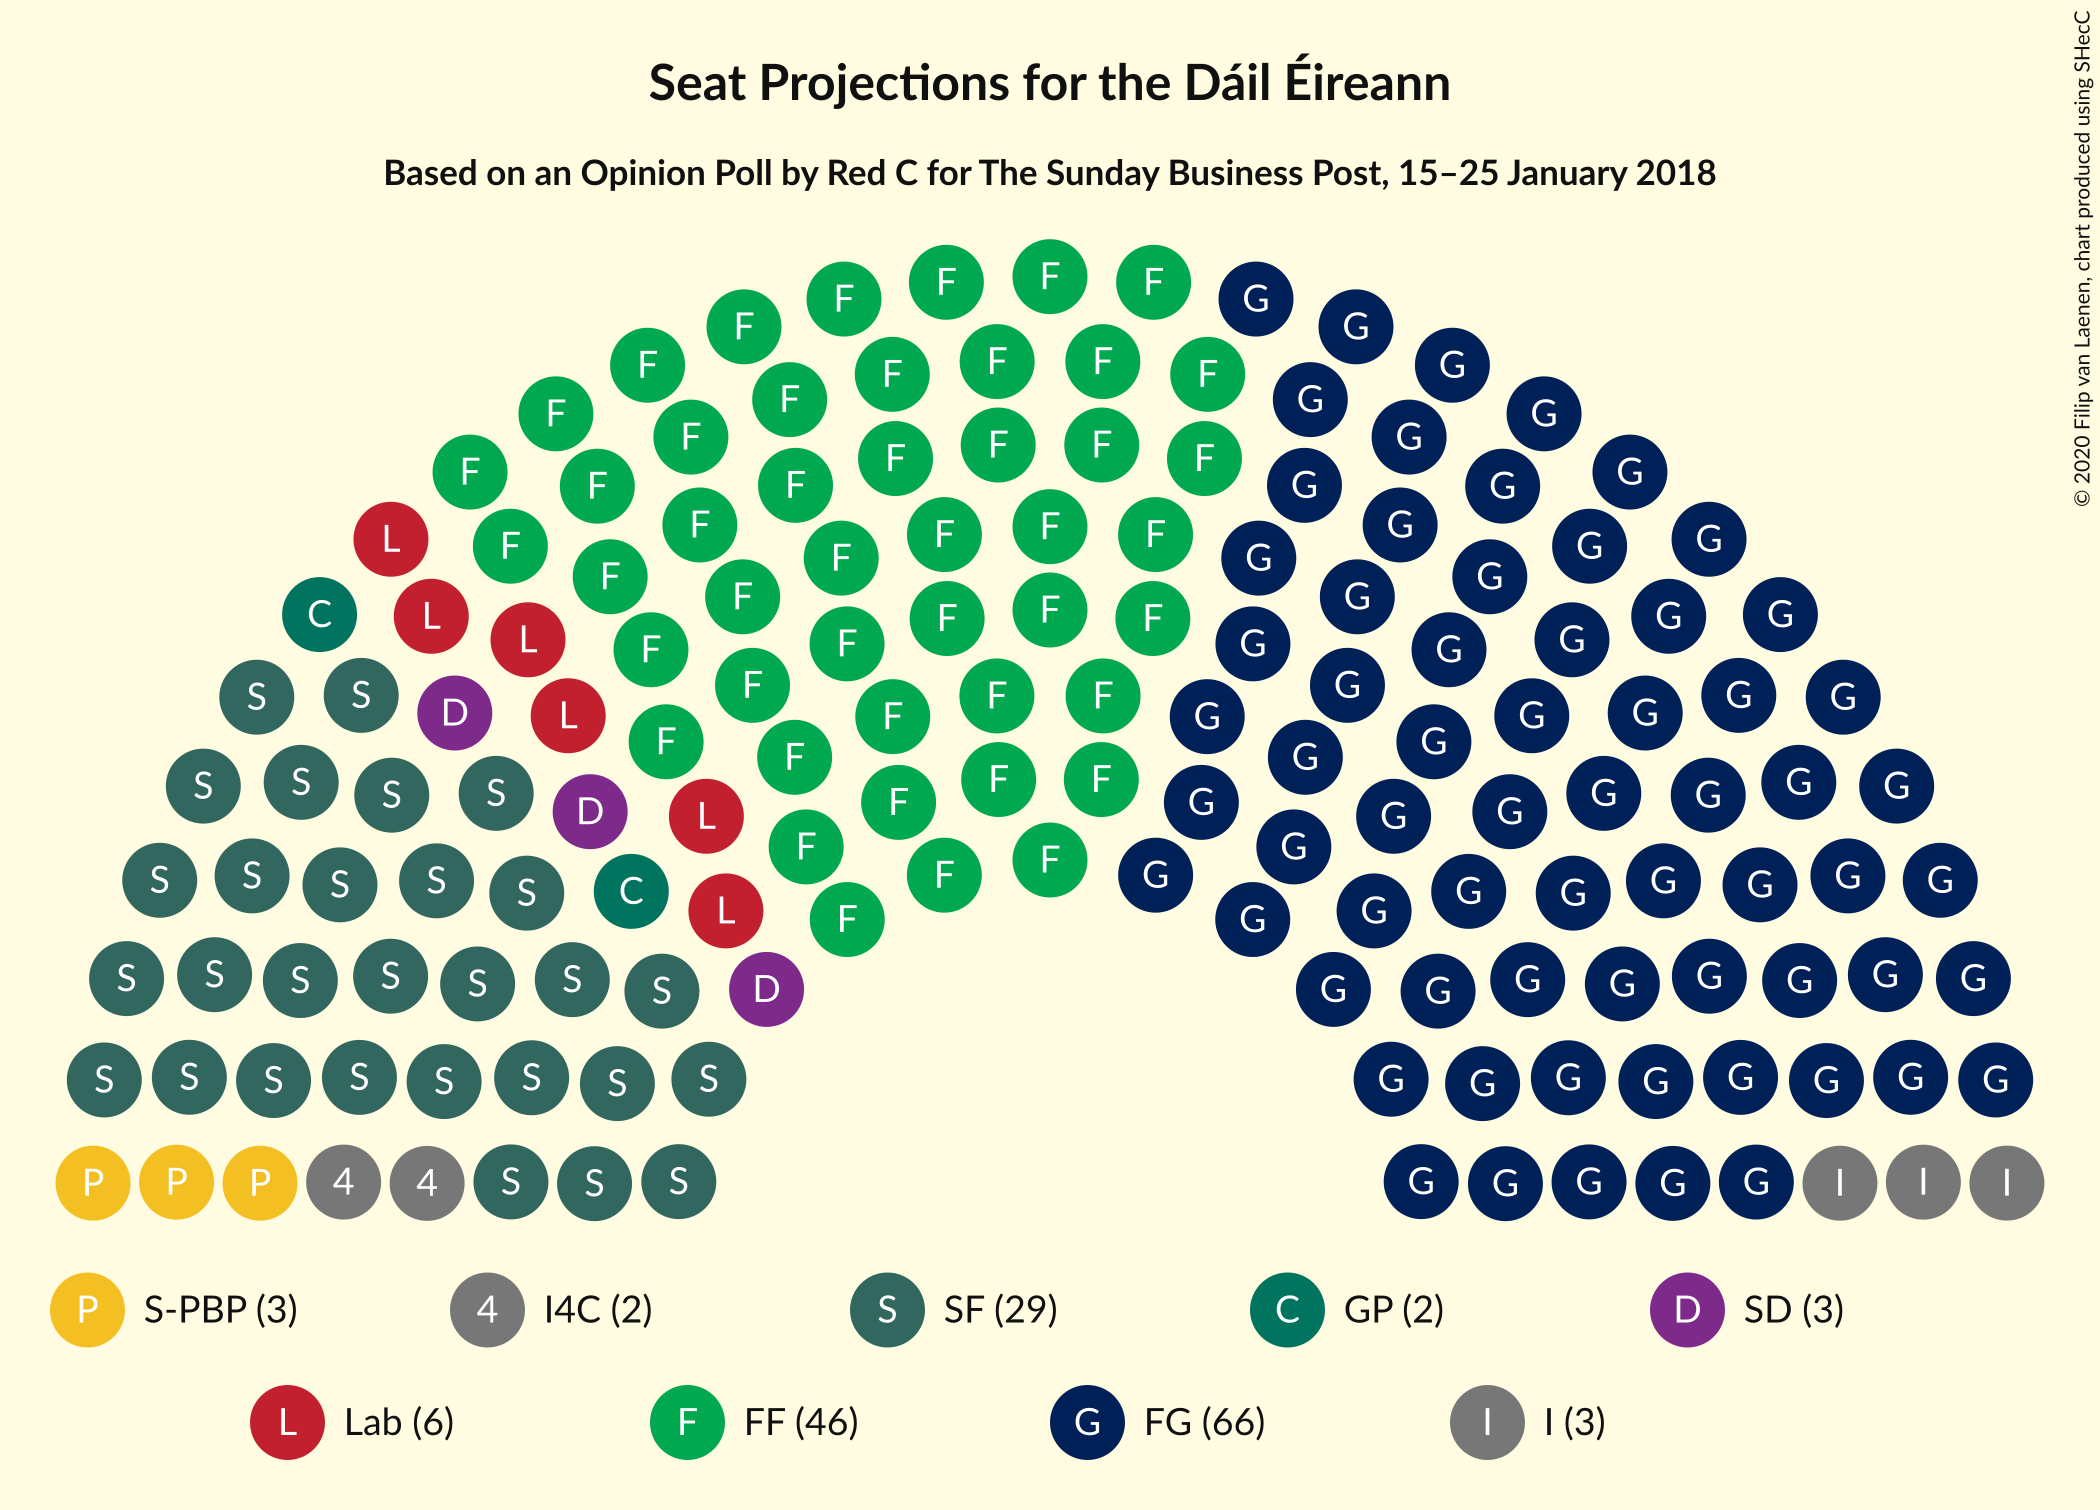 Seat Projections for the Dáil Éireann
Based on an Opinion Poll by Red C for The Sunday Business Post, 15–25 January 2018
© 2020 Filip van Laenen, chart produced using SHecC
F F F
F G
F G
F F
F F
F G
F G
F G
F F
F F
F G
F G
F G
L F F G G
F F F
F G
F G
F G
C L L F F G G G
F F F
F G
F G
S S D L F F F F G G G G G G
F G
F G
S S S S D L F F F F G G G G G G G
F F F
S S S S S C L F F G G G G G G G G
S S S S S S S D G G G G G G G G
S S S S S S S S G G G G G G G G
P P P 4 4 S S S G G G G G I I I
P S-PBP (3) 4 I4C (2) S SF (29) C GP (2) D SD (3)
L Lab (6) F FF (46) G FG (66) I I (3)